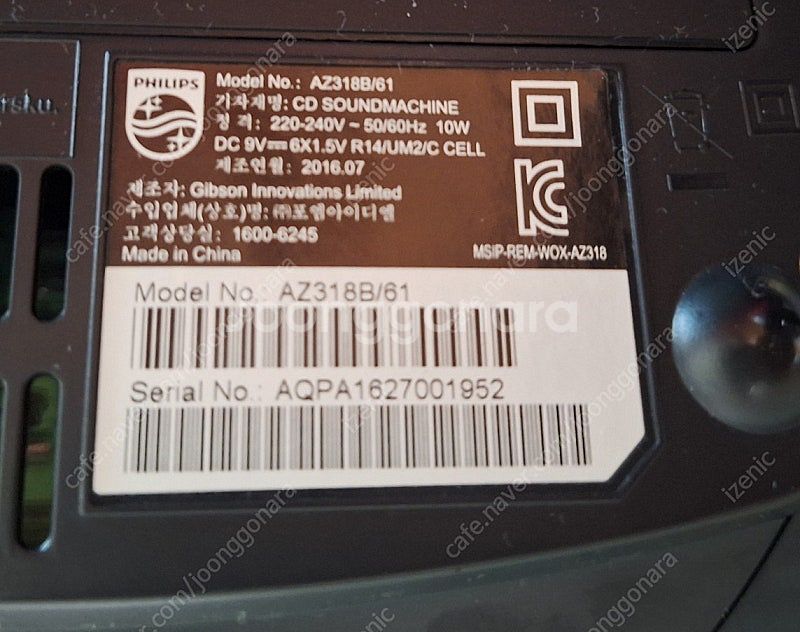 PHILIPS
Model No.: AZ318B/61
기자재명: CD SOUNDMACHINE
정 격: 220-240V ~ 50/60Hz 10W
DC 9V⎓6X1.5V R14/UM2/C CELL
제조연월: 2016.07
제조자: Gibson Innovations Limited
수입업체(상호)명: ㈜포엠아이디엠
고객상담실: 1600-6245
Made in China
MSIP-REM-WOX-AZ318
Model No. AZ318B/61
Serial No.: AQPA1627001952
joonggonara
cafe.naver.com/joonggonara
izenic